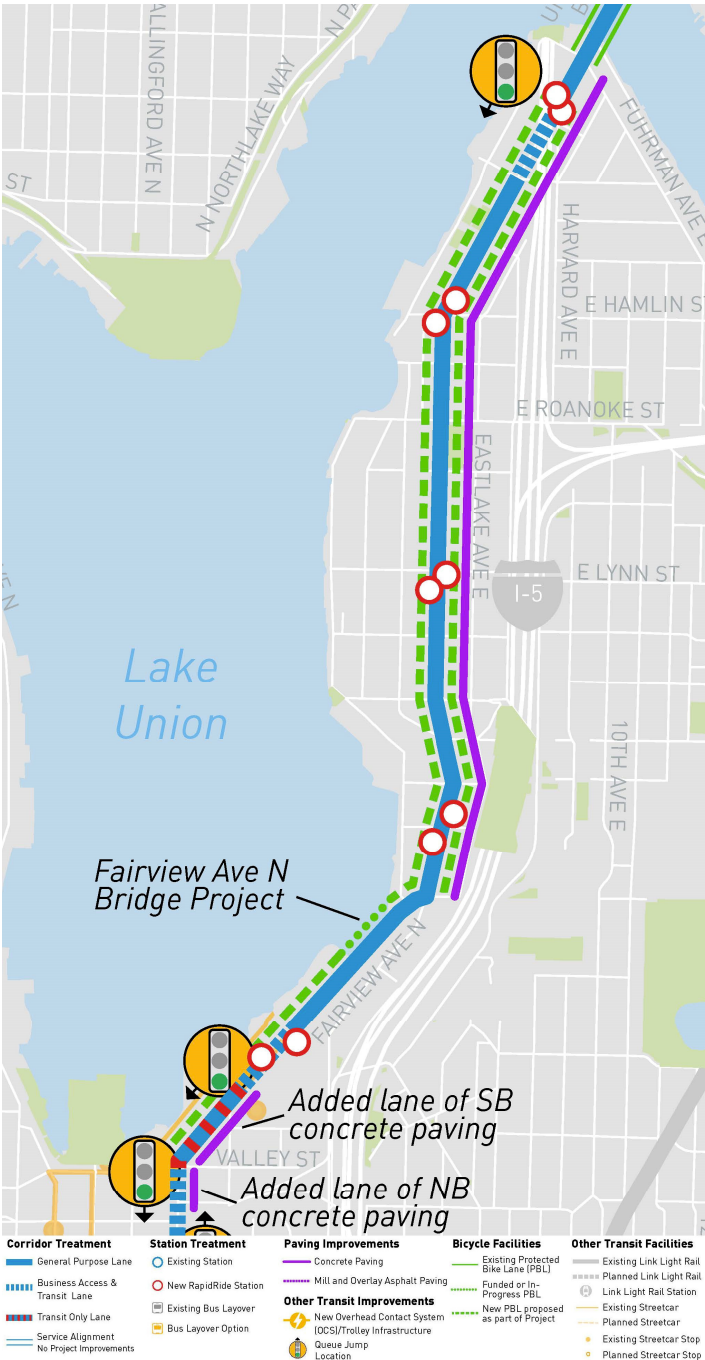 ALLINGFORD AVE N
N NORTHLAKE WAY
N P
UN
B
ST
FUHRMAN AVE E
HARVARD AVE E
E HAMLIN ST
E ROANOKE ST
EASTLAKE AVE E
E LYNN ST
I-5
VE N
Lake
Union
10TH AVE E
Fairview Ave N
Bridge Project
FAIRVIEW AVE N
Added lane of SB
concrete paving
VALLEY ST
Added lane of NB
concrete paving
Corridor Treatment
General Purpose Lane
Business Access &
Transit Lane
Transit Only Lane
Service Alignment
No Project Improvements
Station Treatment
Existing Station
New RapidRide Station
Existing Bus Layover
Bus Layover Option
Paving Improvements
Concrete Paving
Mill and Overlay Asphalt Paving
Other Transit Improvements
New Overhead Contact System
(OCS)/Trolley Infrastructure
Queue Jump
Location
Bicycle Facilities
Existing Protected
Bike Lane (PBL)
Funded or In-
Progress PBL
New PBL proposed
as part of Project
Other Transit Facilities
Existing Link Light Rail
Planned Link Light Rail
Link Light Rail Station
Existing Streetcar
Planned Streetcar
Existing Streetcar Stop
Planned Streetcar Stop